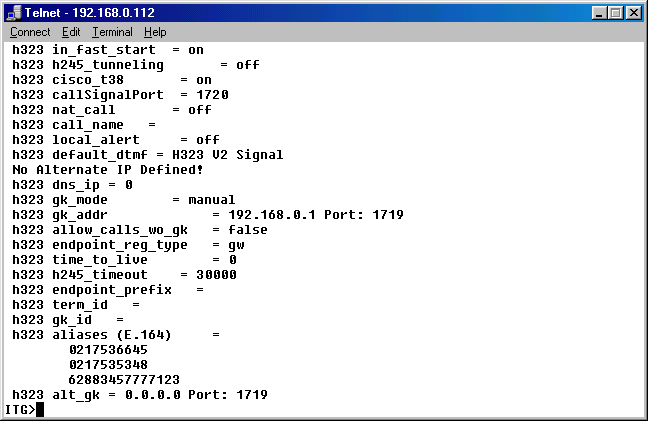 Telnet - 192.168.0.112
Connect Edit Terminal Help
h323 in_fast_start = on
h323 h245_tunneling = off
h323 cisco_t38 = on
h323 callSignalPort = 1720
h323 nat_call = off
h323 call_name =
h323 local_alert = off
h323 default_dtmf = H323 V2 Signal
No Alternate IP Defined!
h323 dns_ip = 0
h323 gk_mode = manual
h323 gk_addr = 192.168.0.1 Port: 1719
h323 allow_calls_wo_gk = false
h323 endpoint_reg_type = gw
h323 time_to_live = 0
h323 h245_timeout = 30000
h323 endpoint_prefix =
h323 term_id =
h323 gk_id =
h323 aliases (E.164) =
0217536645
0217535348
62883457777123
h323 alt_gk = 0.0.0.0 Port: 1719
ITG>